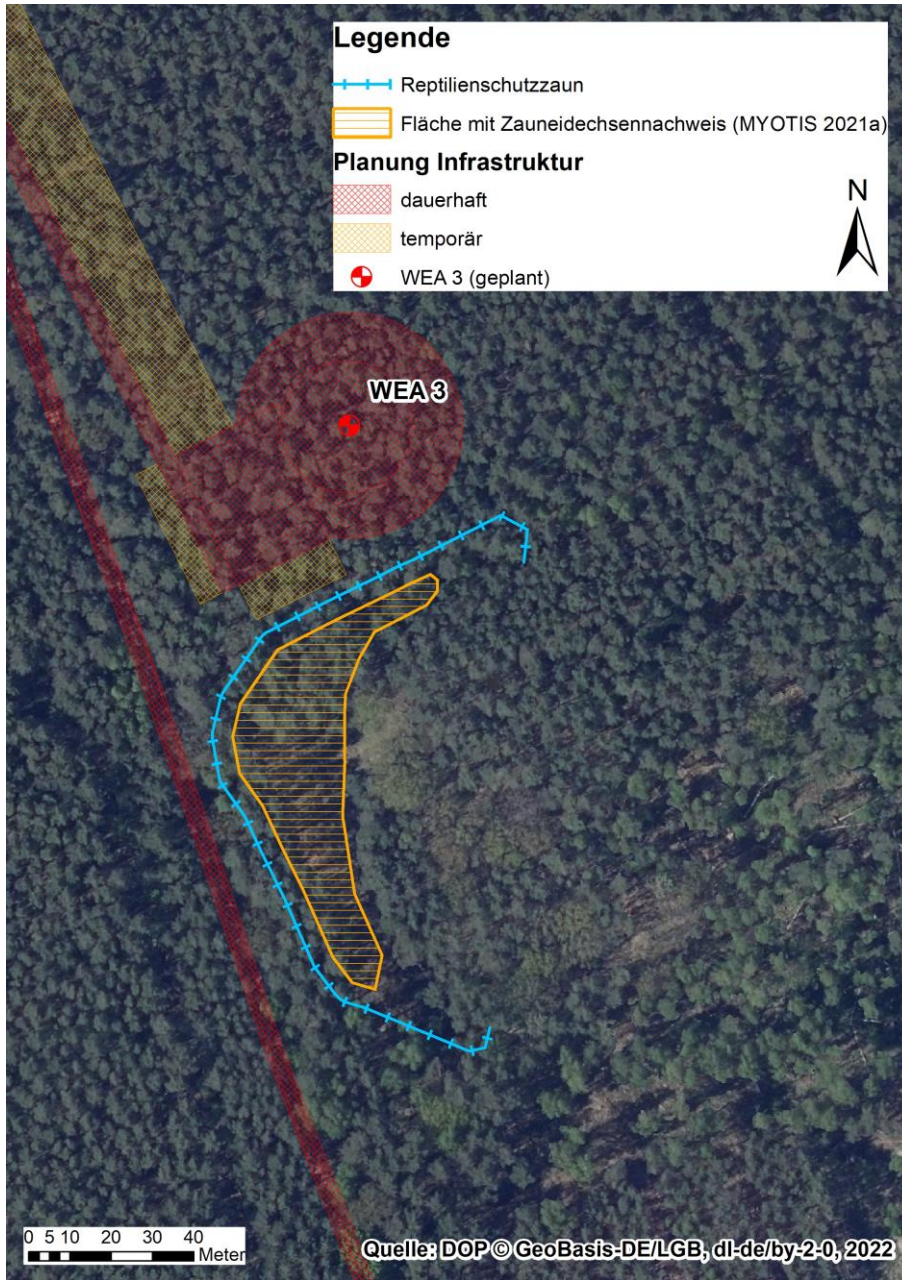 Legende
Reptilienschutzzaun
Fläche mit Zauneidechsennachweis (MYOTIS 2021a)
Planung Infrastruktur
dauerhaft
temporär
WEA 3 (geplant)
N
WEA 3
0 5 10 20 30 40
Meter
Quelle: DOP © GeoBasis-DE/LGB, dl-de/by-2-0, 2022